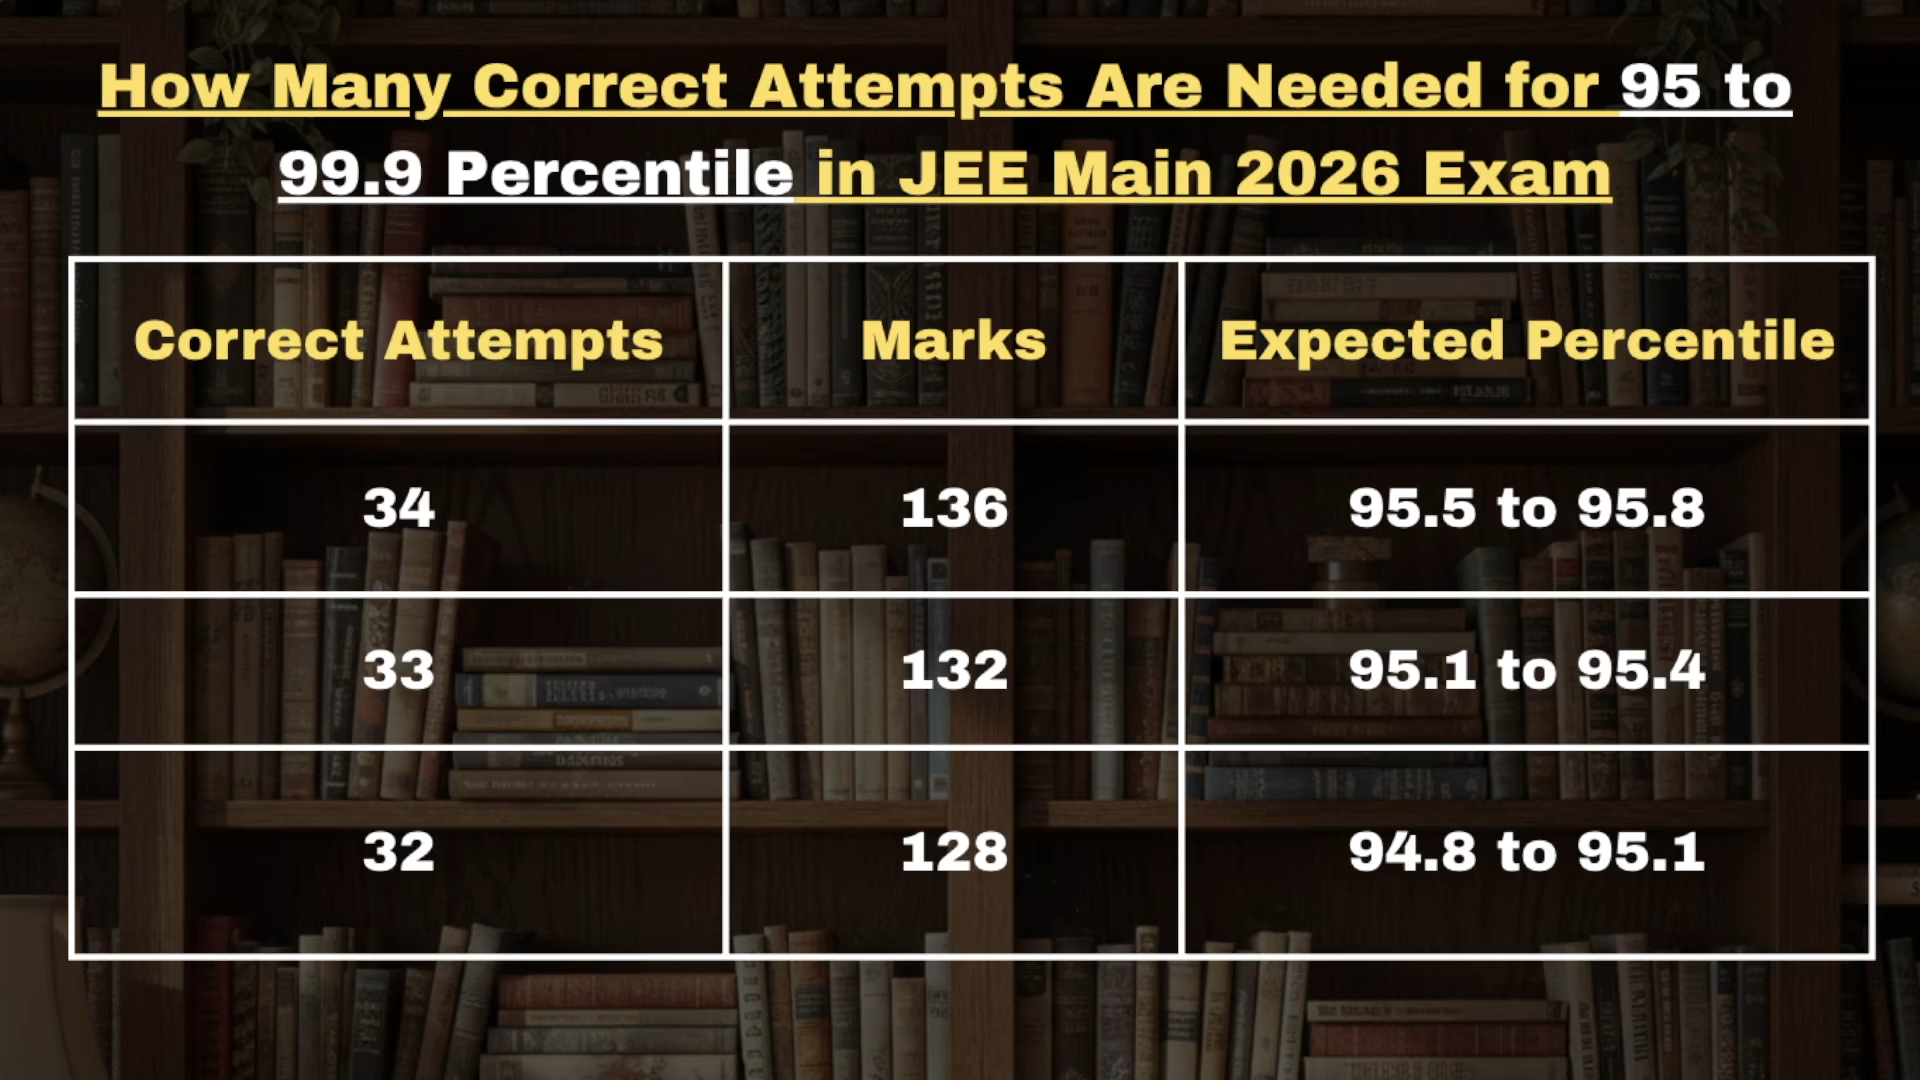 How Many Correct Attempts Are Needed for 95 to
99.9 Percentile in JEE Main 2026 Exam
Correct Attempts Marks Expected Percentile
34 136 95.5 to 95.8
33 132 95.1 to 95.4
32 128 94.8 to 95.1